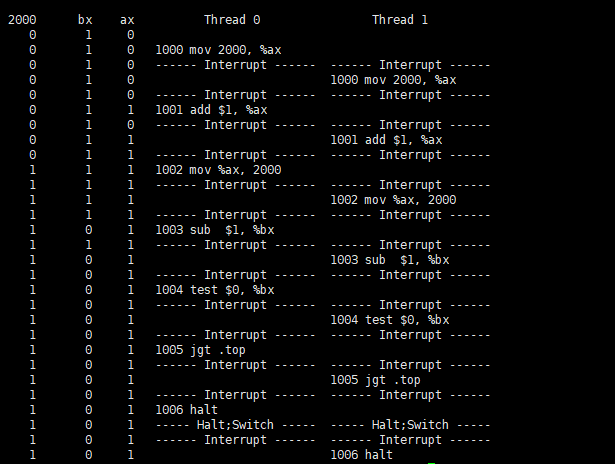 2000      bx    ax          Thread 0                Thread 1
   0       1     0
   0       1     0   1000 mov 2000, %ax
   0       1     0   ------ Interrupt ------  ------ Interrupt ------
   0       1     0                            1000 mov 2000, %ax
   0       1     0   ------ Interrupt ------  ------ Interrupt ------
   0       1     1   1001 add $1, %ax
   0       1     0   ------ Interrupt ------  ------ Interrupt ------
   0       1     1                            1001 add $1, %ax
   0       1     1   ------ Interrupt ------  ------ Interrupt ------
   1       1     1   1002 mov %ax, 2000
   1       1     1   ------ Interrupt ------  ------ Interrupt ------
   1       1     1                            1002 mov %ax, 2000
   1       1     1   ------ Interrupt ------  ------ Interrupt ------
   1       0     1   1003 sub  $1, %bx
   1       1     1   ------ Interrupt ------  ------ Interrupt ------
   1       0     1                            1003 sub  $1, %bx
   1       0     1   ------ Interrupt ------  ------ Interrupt ------
   1       0     1   1004 test $0, %bx
   1       0     1   ------ Interrupt ------  ------ Interrupt ------
   1       0     1                            1004 test $0, %bx
   1       0     1   ------ Interrupt ------  ------ Interrupt ------
   1       0     1   1005 jgt .top
   1       0     1   ------ Interrupt ------  ------ Interrupt ------
   1       0     1                            1005 jgt .top
   1       0     1   ------ Interrupt ------  ------ Interrupt ------
   1       0     1   1006 halt
   1       0     1   ----- Halt;Switch -----  ----- Halt;Switch -----
   1       0     1   ------ Interrupt ------  ------ Interrupt ------
   1       0     1                            1006 halt